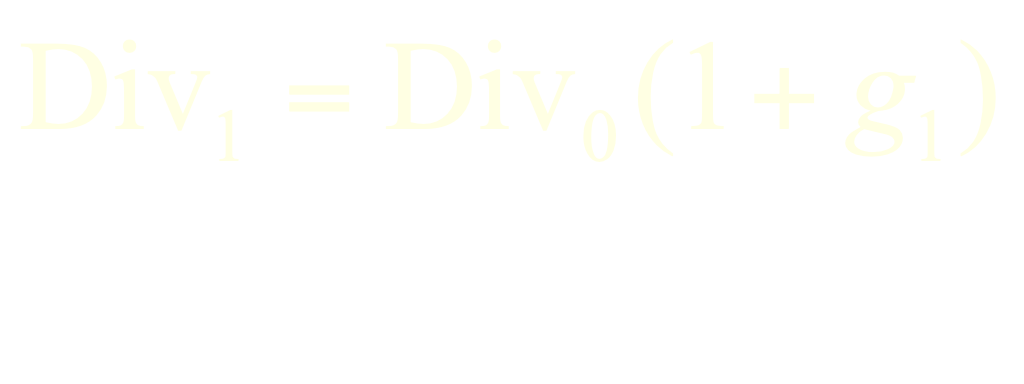 Div₁ = Div₀(1 + g₁)